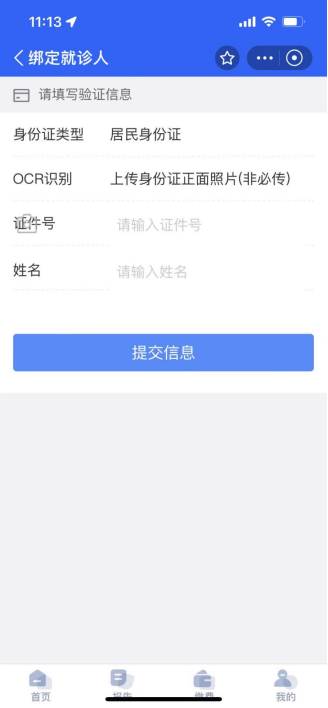 11:13
绑定就诊人
请填写验证信息
身份证类型 居民身份证
OCR识别 上传身份证正面照片(非必传)
证件号 请输入证件号
姓名 请输入姓名
提交信息
首页 报告 缴费 我的